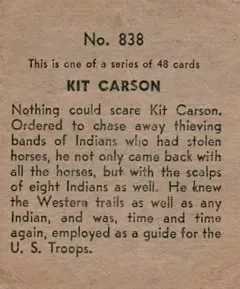 No. 838
This is one of a series of 48 cards
KIT CARSON
Nothing could scare Kit Carson.
Ordered to chase away thieving
bands of Indians who had stolen
horses, he not only came back with
all the horses, but with the scalps
of eight Indians as well. He knew
the Western trails as well as any
Indian, and was, time and time
again, employed as a guide for the
U. S. Troops.